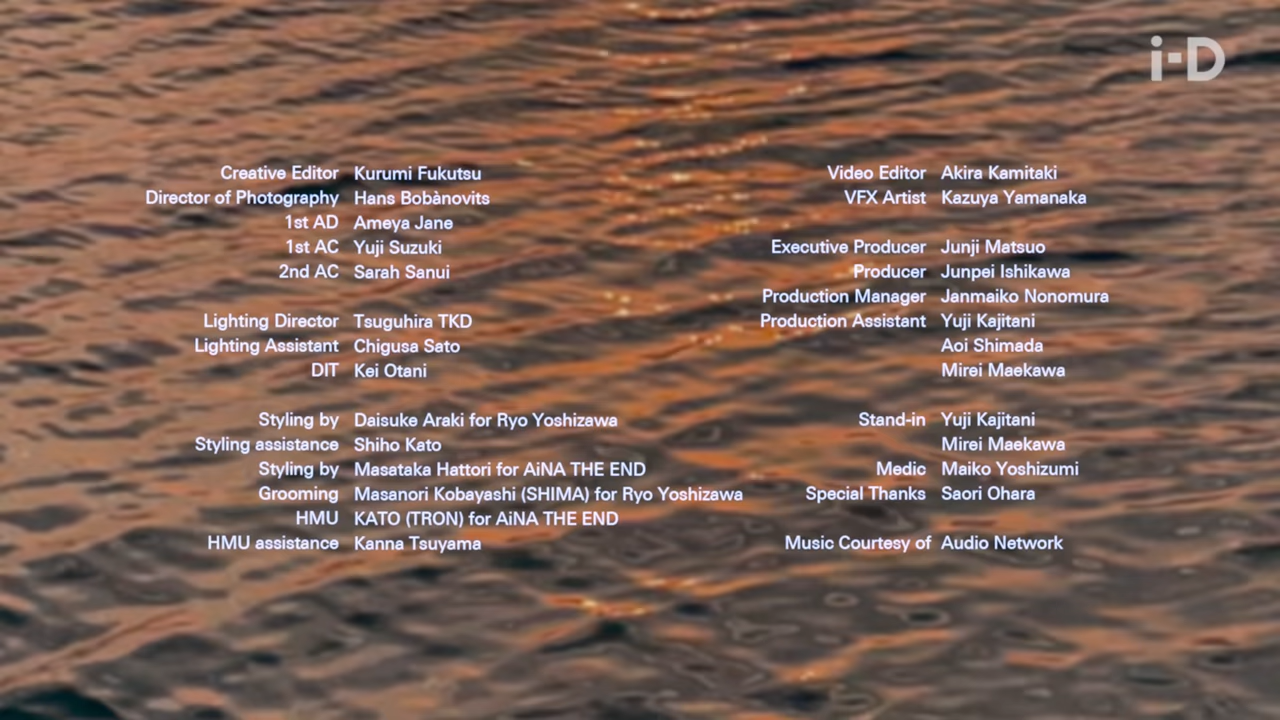 i-D
Creative Editor Kurumi Fukutsu
Director of Photography Hans Bobànovits
1st AD Ameya Jane
1st AC Yuji Suzuki
2nd AC Sarah Sanui
Lighting Director Tsuguhira TKD
Lighting Assistant Chigusa Sato
DIT Kei Otani
Styling by Daisuke Araki for Ryo Yoshizawa
Styling assistance Shiho Kato
Styling by Masataka Hattori for AiNA THE END
Grooming Masanori Kobayashi (SHIMA) for Ryo Yoshizawa
HMU KATO (TRON) for AiNA THE END
HMU assistance Kanna Tsuyama
Video Editor Akira Kamitaki
VFX Artist Kazuya Yamanaka
Executive Producer Junji Matsuo
Producer Junpei Ishikawa
Production Manager Janmaiko Nonomura
Production Assistant Yuji Kajitani
Aoi Shimada
Mirei Maekawa
Stand-in Yuji Kajitani
Mirei Maekawa
Medic Maiko Yoshizumi
Special Thanks Saori Ohara
Music Courtesy of Audio Network